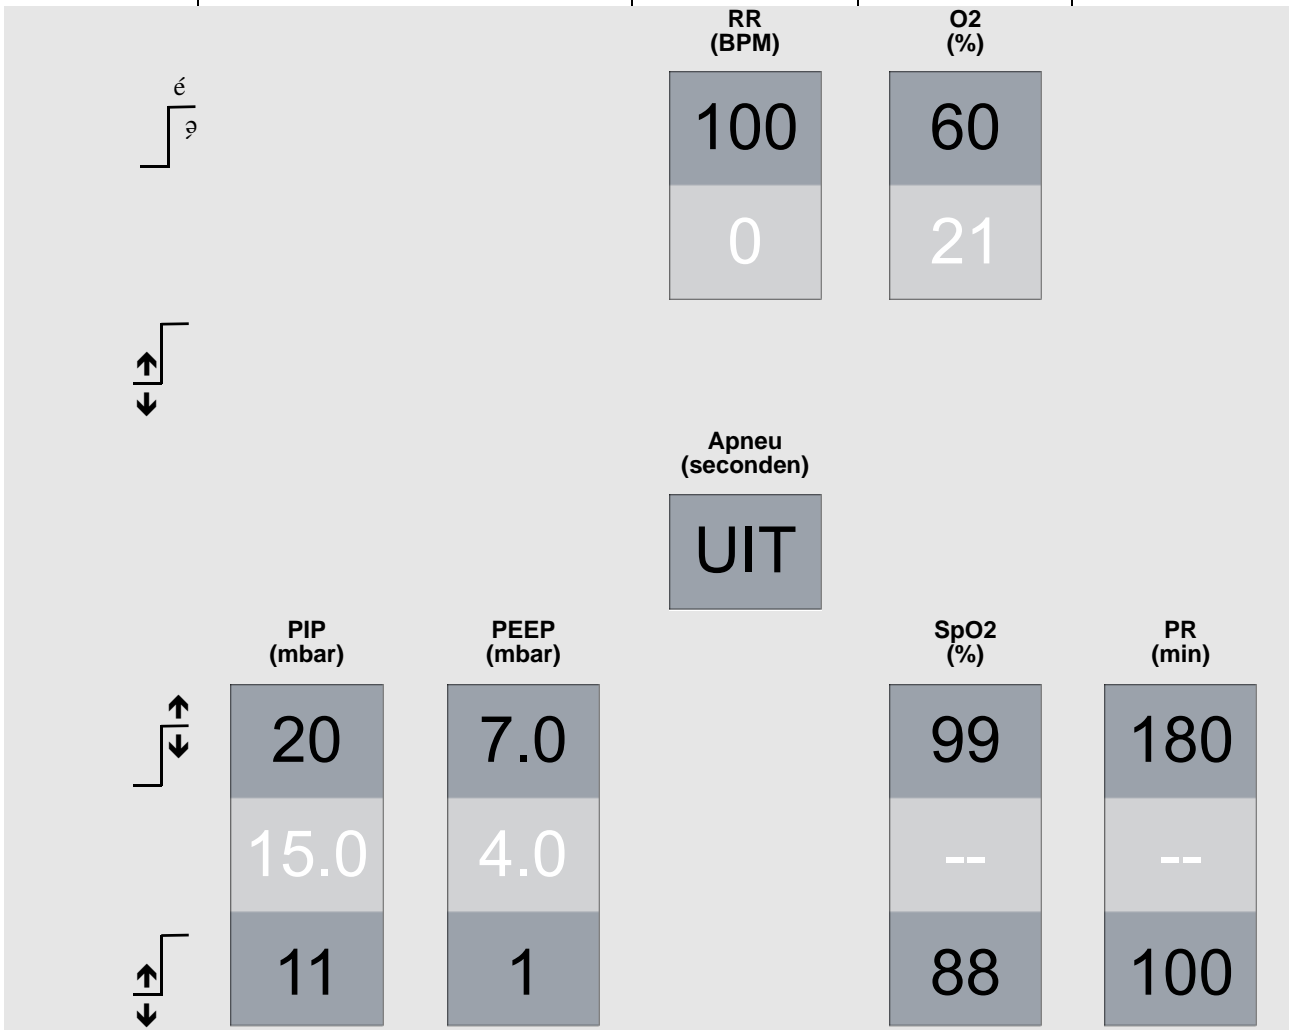 RR O2
(BPM) (%)
é
100 60
é
0 21
Apneu
(seconden)
UIT
PIP PEEP SpO2 PR
(mbar) (mbar) (%) (min)
20 7.0 99 180
15.0 4.0 -- --
11 1 88 100